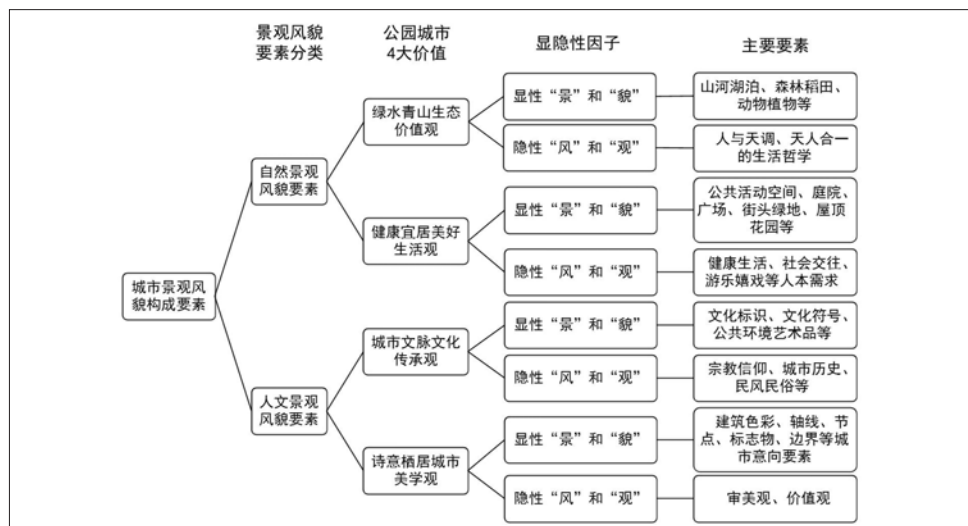 景观风貌
要素分类
公园城市
4大价值
显隐性因子
主要要素
城市景观风
貌构成要素
自然景观
风貌要素
人文景观
风貌要素
绿水青山生态
价值观
健康宜居美好
生活观
城市文脉文化
传承观
诗意栖居城市
美学观
显性“景”和“貌”
山河湖泊、森林稻田、
动物植物等
隐性“风”和“观”
人与天调、天人合一
的生活哲学
显性“景”和“貌”
公共活动空间、庭院、
广场、街头绿地、屋顶
花园等
隐性“风”和“观”
健康生活、社会交往、
游乐嬉戏等人本需求
显性“景”和“貌”
文化标识、文化符号、
公共环境艺术品等
隐性“风”和“观”
宗教信仰、城市历史、
民风民俗等
显性“景”和“貌”
建筑色彩、轴线、节
点、标志物、边界等城
市意向要素
隐性“风”和“观”
审美观、价值观